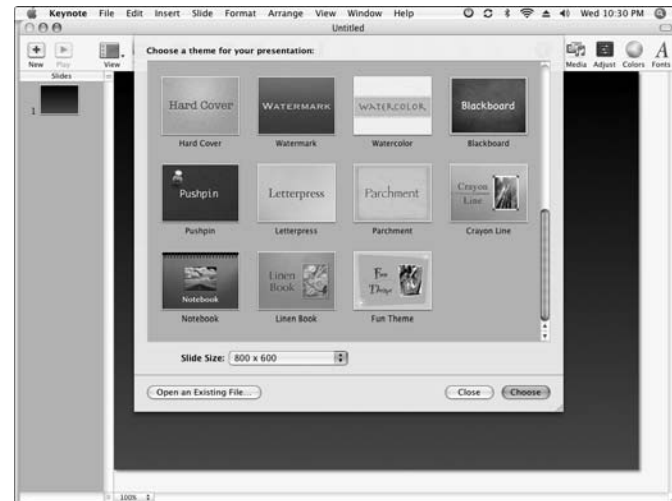 Keynote File Edit Insert Slide Format Arrange View Window Help Wed 10:30 PM
Untitled
New Play View Media Adjust Colors Fonts
Slides
1
Choose a theme for your presentation:
Hard Cover WATERMARK WATERCOLOR Blackboard
Hard Cover Watermark Watercolor Blackboard
Pushpin Letterpress Parchment Crayon Line
Pushpin Letterpress Parchment Crayon Line
Notebook Linen Book Fun Theme
Notebook Linen Book Fun Theme
Slide Size: 800 x 600
Open an Existing File... Close Choose
100%